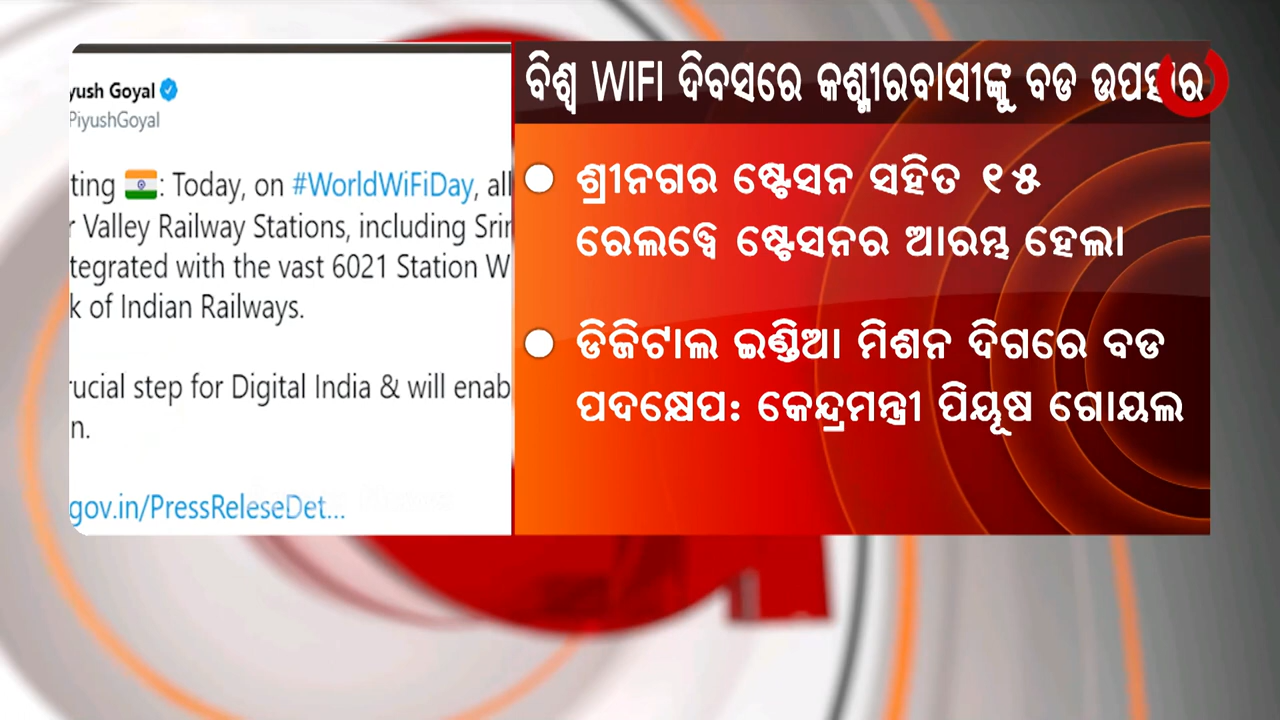 yush Goyal
PiyushGoyal
ting 🇮🇳: Today, on #WorldWiFiDay, all
r Valley Railway Stations, including Srin
tegrated with the vast 6021 Station W
k of Indian Railways.
rucial step for Digital India & will enab
n.
gov.in/PressReleseDet...
ବିଶ୍ୱ WIFI ଦିବସରେ କଶ୍ମୀରବାସୀଙ୍କୁ ବଡ ଉପହାର
ଶ୍ରୀନଗର ଷ୍ଟେସନ ସହିତ ୧୫
ରେଲୱେ ଷ୍ଟେସନର ଆରମ୍ଭ ହେଲା
ଡିଜିଟାଲ ଇଣ୍ଡିଆ ମିଶନ ଦିଗରେ ବଡ
ପଦକ୍ଷେପ: କେନ୍ଦ୍ରମନ୍ତ୍ରୀ ପିୟୂଷ ଗୋୟଲ